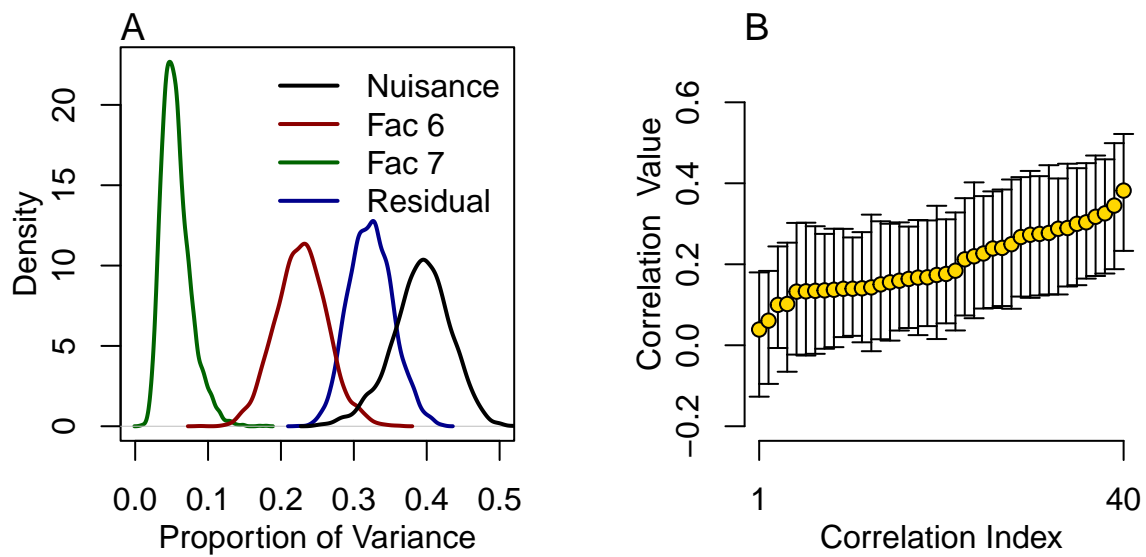 A
Nuisance
Fac 6
Fac 7
Residual
Density
0
5
10
15
20
0.0 0.1 0.2 0.3 0.4 0.5
Proportion of Variance
B
Correlation Value
−0.2 0.0 0.2 0.4 0.6
1 40
Correlation Index